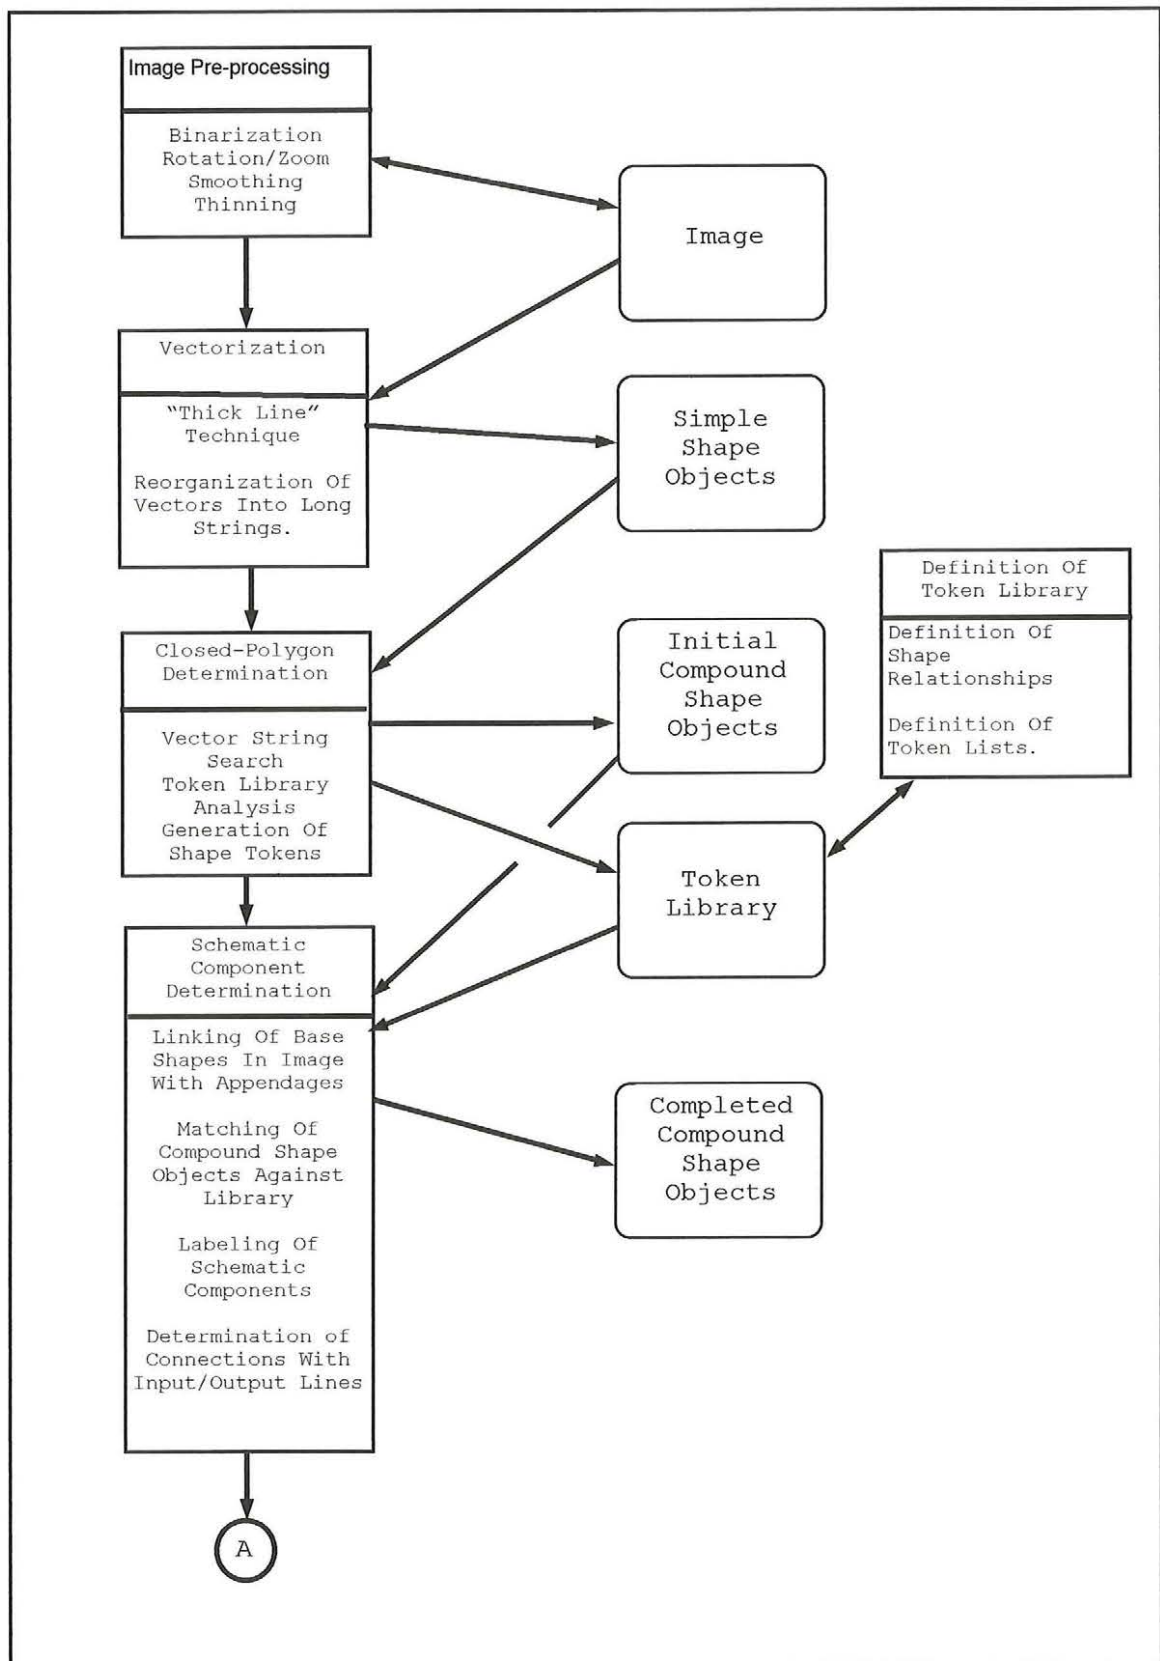 Image Pre-processing
Binarization
Rotation/Zoom
Smoothing
Thinning
Image
Vectorization
“Thick Line”
Technique
Reorganization Of
Vectors Into Long
Strings.
Simple
Shape
Objects
Definition Of
Token Library
Definition Of
Shape
Relationships
Definition Of
Token Lists.
Closed-Polygon
Determination
Vector String
Search
Token Library
Analysis
Generation Of
Shape Tokens
Initial
Compound
Shape
Objects
Token
Library
Schematic
Component
Determination
Linking Of Base
Shapes In Image
With Appendages
Matching Of
Compound Shape
Objects Against
Library
Labeling Of
Schematic
Components
Determination of
Connections With
Input/Output Lines
Completed
Compound
Shape
Objects
A